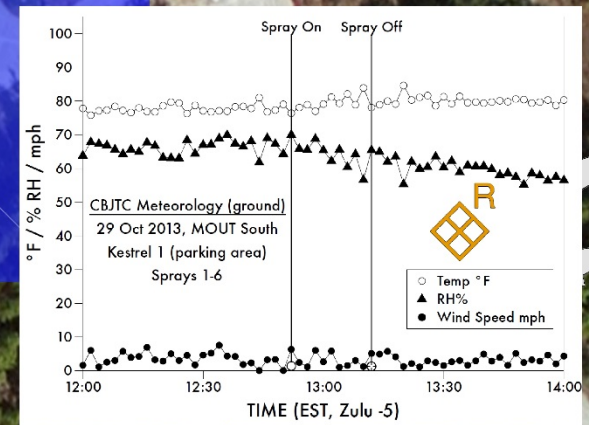 Spray On Spray Off
100
90
80
70
60
50
40
30
20
10
0
°F / % RH / mph
CBJTC Meteorology (ground)
29 Oct 2013, MOUT South
Kestrel 1 (parking area)
Sprays 1-6
R
Temp °F
RH%
Wind Speed mph
12:00 12:30 13:00 13:30 14:00
TIME (EST, Zulu -5)